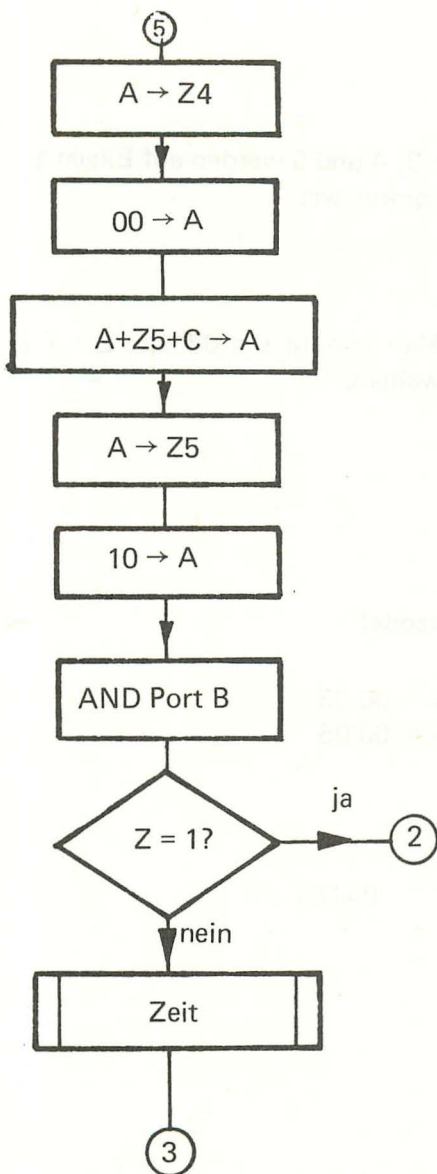 5
A → Z4
00 → A
A+Z5+C → A
A → Z5
10 → A
AND Port B
Z = 1?
ja
2
nein
Zeit
3